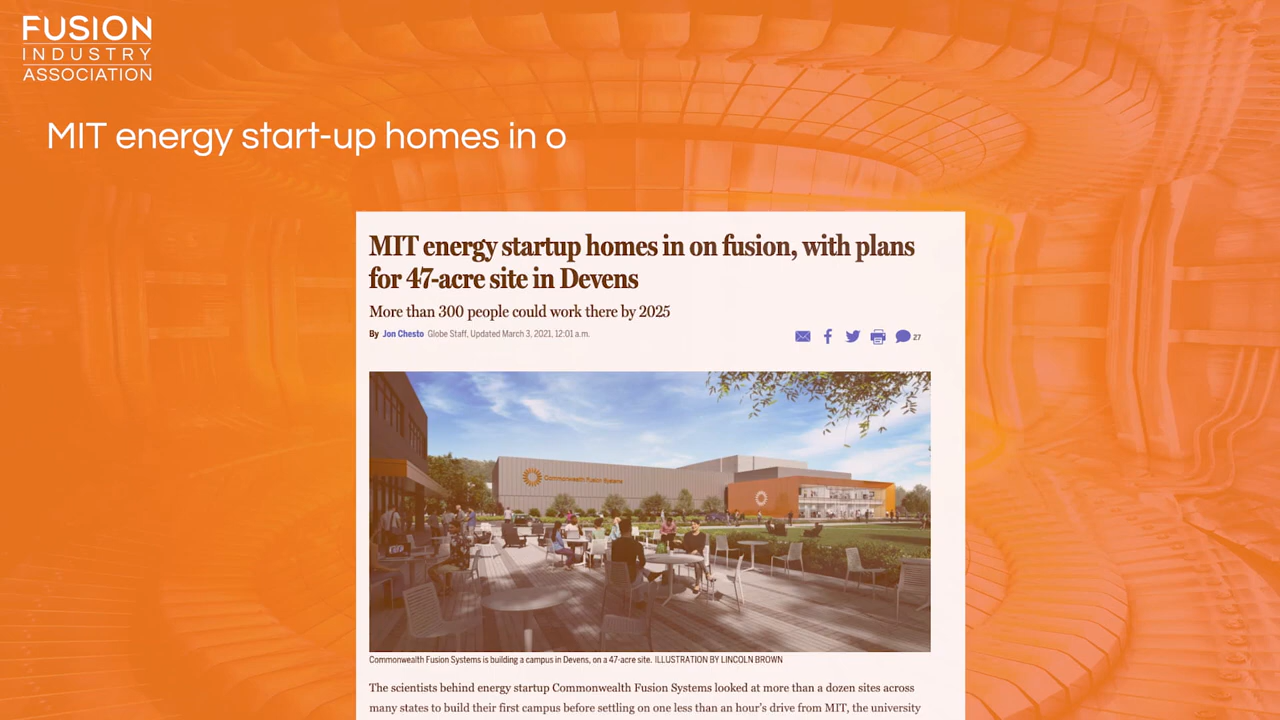 FUSION
INDUSTRY
ASSOCIATION
MIT energy start-up homes in o
MIT energy startup homes in on fusion, with plans
for 47-acre site in Devens
More than 300 people could work there by 2025
By Jon Chesto Globe Staff, Updated March 3, 2021, 12:01 a.m.
27
Commonwealth Fusion Systems
Commonwealth Fusion Systems is building a campus in Devens, on a 47-acre site. ILLUSTRATION BY LINCOLN BROWN
The scientists behind energy startup Commonwealth Fusion Systems looked at more than a dozen sites across
many states to build their first campus before settling on one less than an hour's drive from MIT, the university